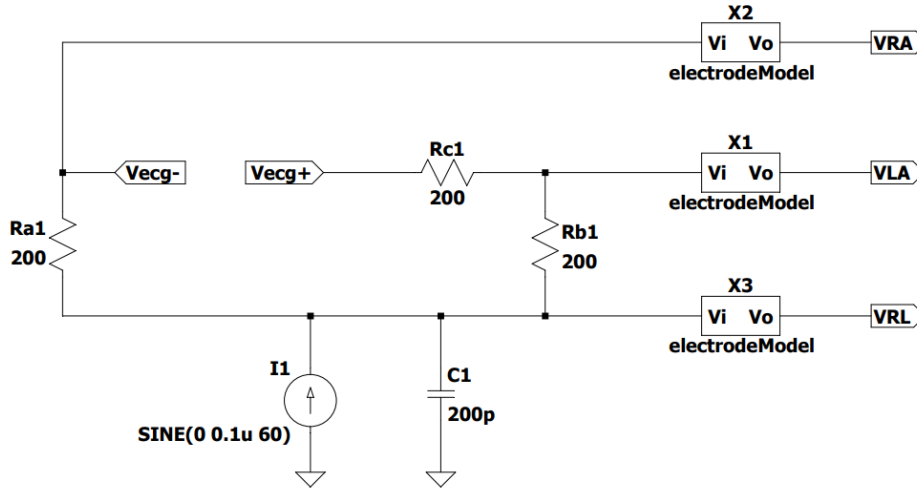 X2
Vi Vo
electrodeModel
VRA
Vecg-
Vecg+
Rc1
200
X1
Vi Vo
electrodeModel
VLA
Ra1
200
Rb1
200
X3
Vi Vo
electrodeModel
VRL
I1
SINE(0 0.1u 60)
C1
200p